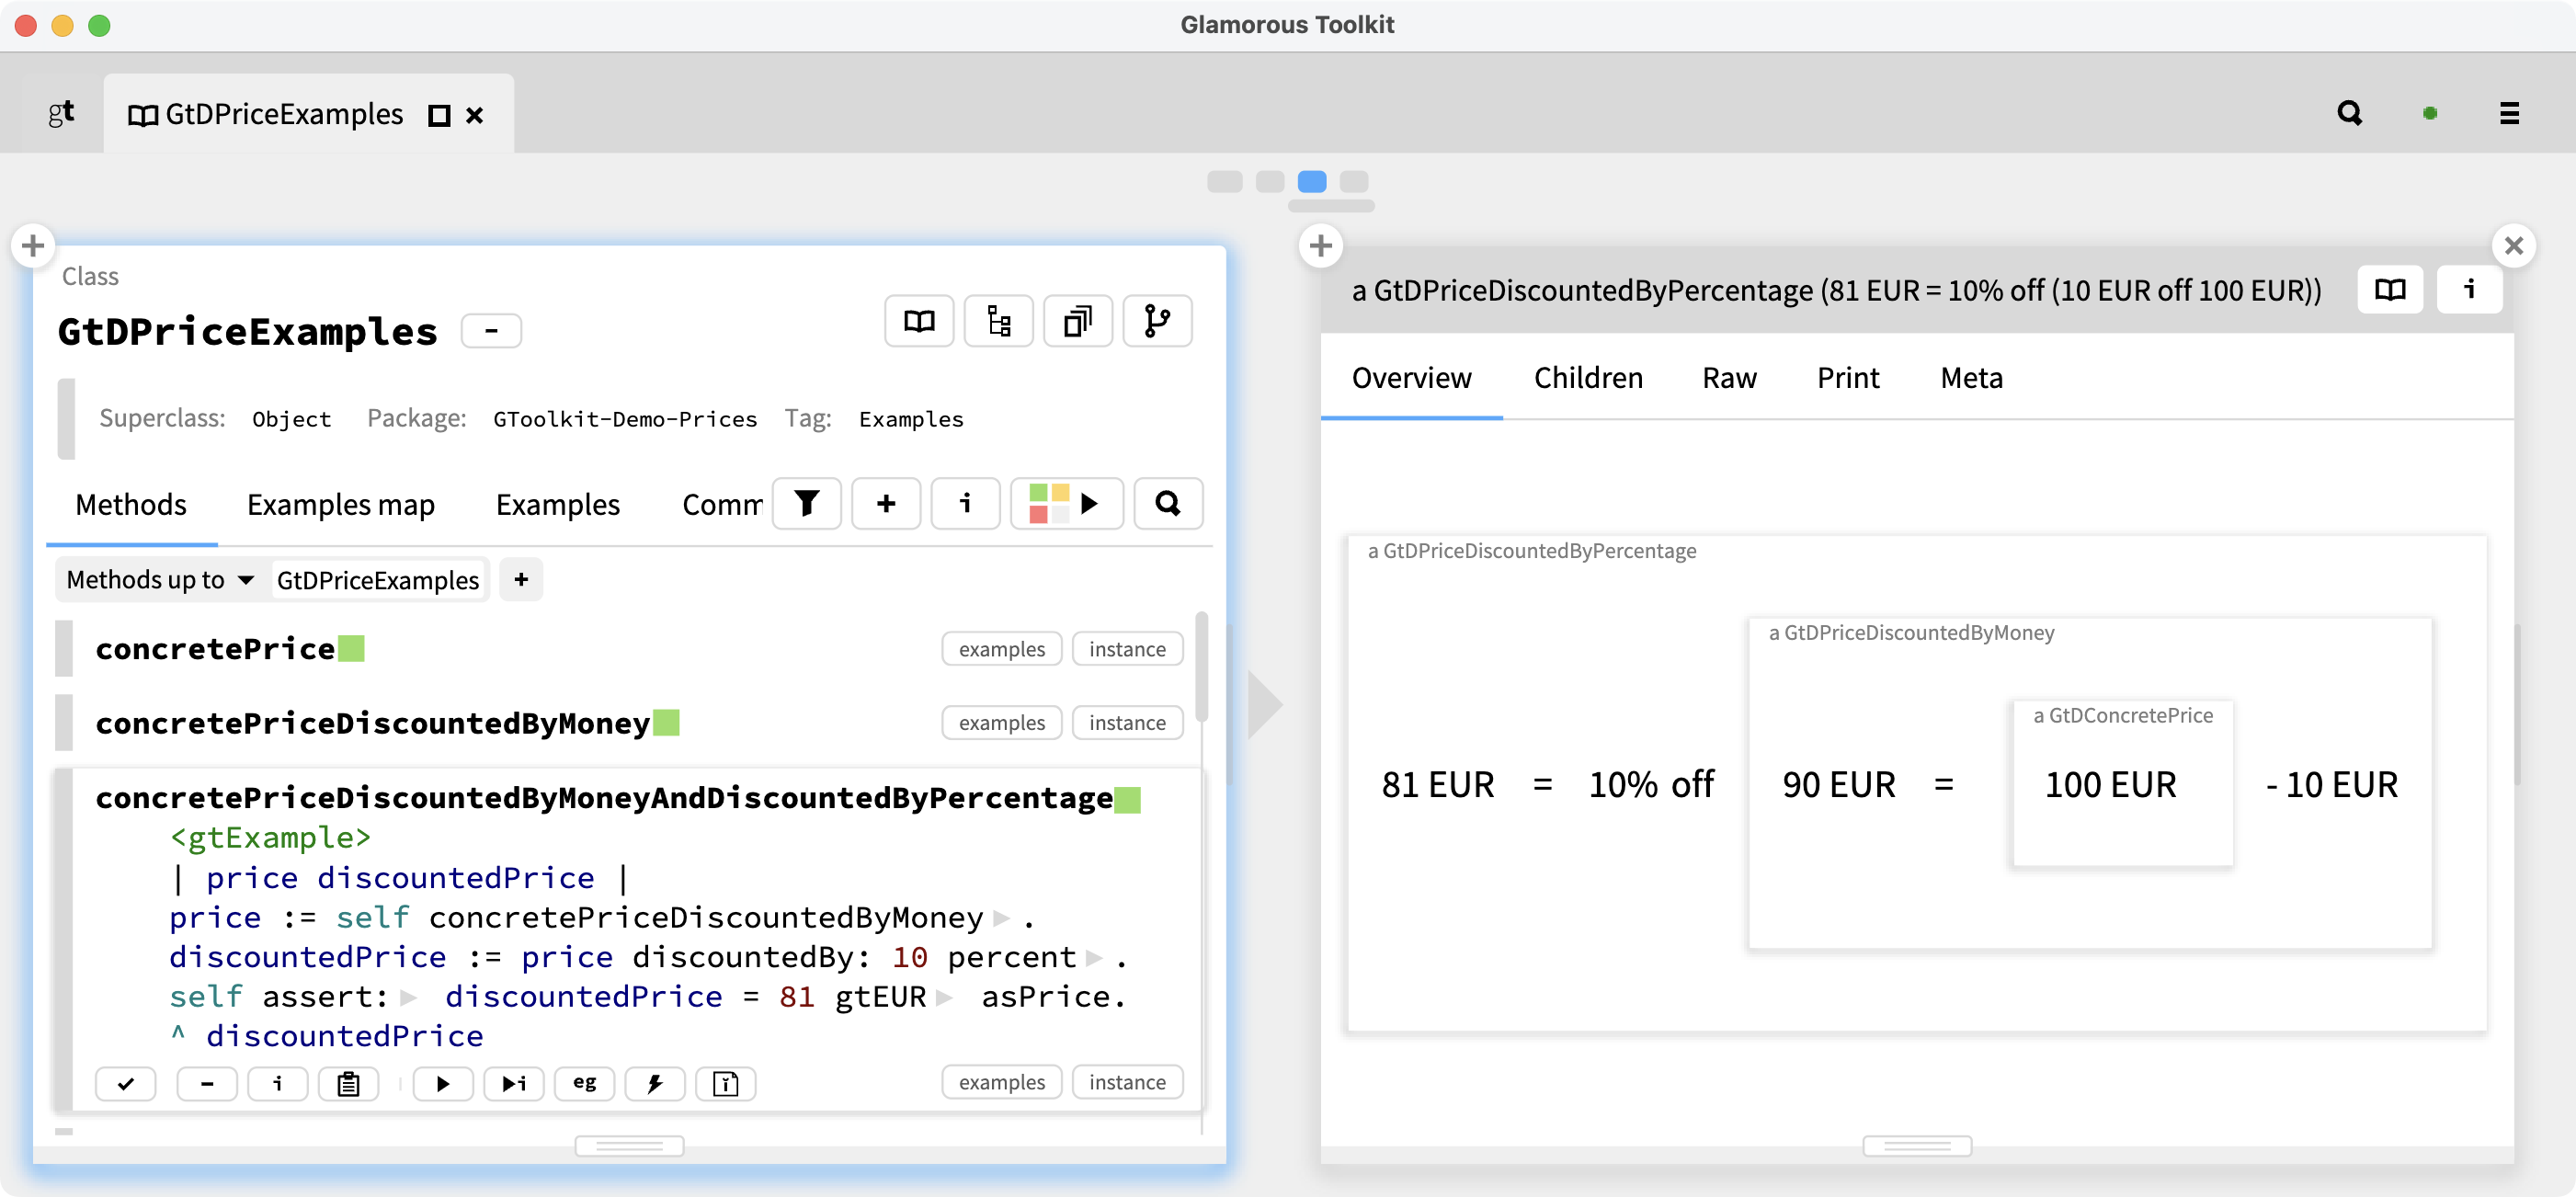 Glamorous Toolkit
gt
GtDPriceExamples
Class
GtDPriceExamples
-
Superclass: Object Package: GToolkit-Demo-Prices Tag: Examples
Methods Examples map Examples Comm
+ i
Methods up to GtDPriceExamples +
concretePrice
examples instance
concretePriceDiscountedByMoney
examples instance
concretePriceDiscountedByMoneyAndDiscountedByPercentage
<gtExample>
| price discountedPrice |
price := self concretePriceDiscountedByMoney .
discountedPrice := price discountedBy: 10 percent .
self assert: discountedPrice = 81 gtEUR asPrice.
^ discountedPrice
- i i eg i
examples instance
a GtDPriceDiscountedByPercentage (81 EUR = 10% off (10 EUR off 100 EUR))
i
Overview Children Raw Print Meta
a GtDPriceDiscountedByPercentage
a GtDPriceDiscountedByMoney
a GtDConcretePrice
81 EUR = 10% off 90 EUR = 100 EUR - 10 EUR